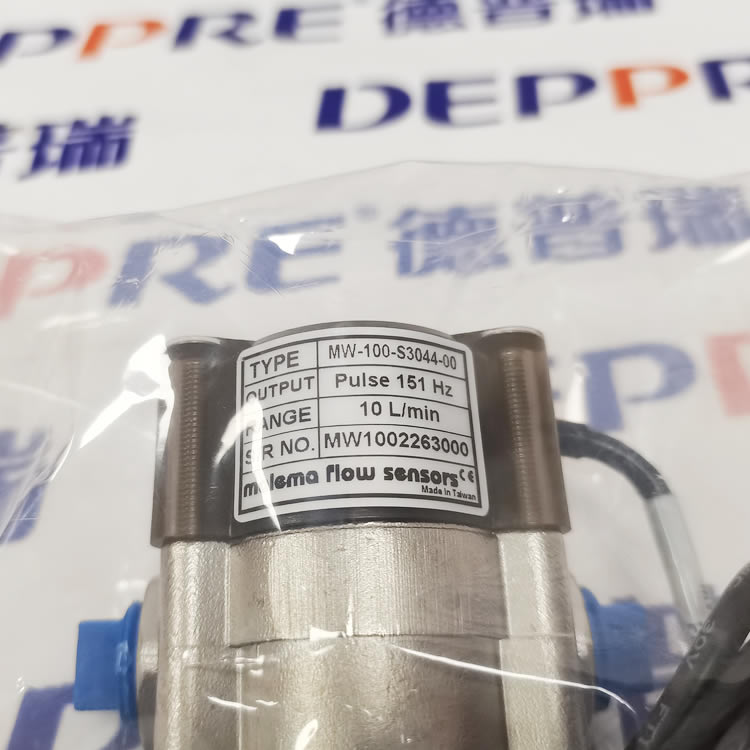 DEPPRE® 德普瑞
DEPPRE
普瑞
DEPPRE® 德普瑞
TYPE MW-100-S3044-00
OUTPUT Pulse 151 Hz
RANGE 10 L/min
SER NO. MW1002263000
malema flow sensors CE
Made in Taiwan